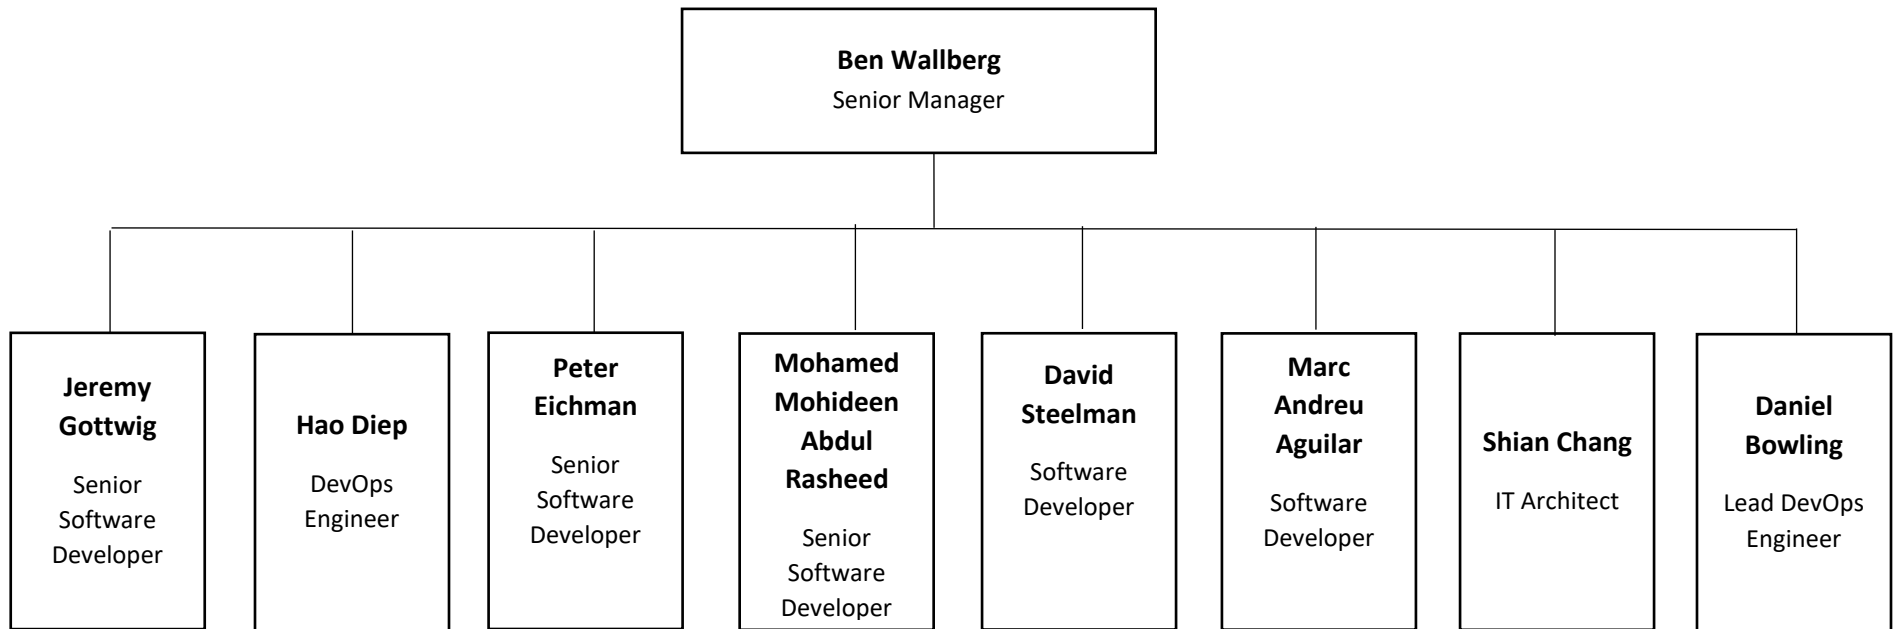 Ben Wallberg
Senior Manager
Jeremy
Gottwig
Senior
Software
Developer
Hao Diep
DevOps
Engineer
Peter
Eichman
Senior
Software
Developer
Mohamed
Mohideen
Abdul
Rasheed
Senior
Software
Developer
David
Steelman
Software
Developer
Marc
Andreu
Aguilar
Software
Developer
Shian Chang
IT Architect
Daniel
Bowling
Lead DevOps
Engineer